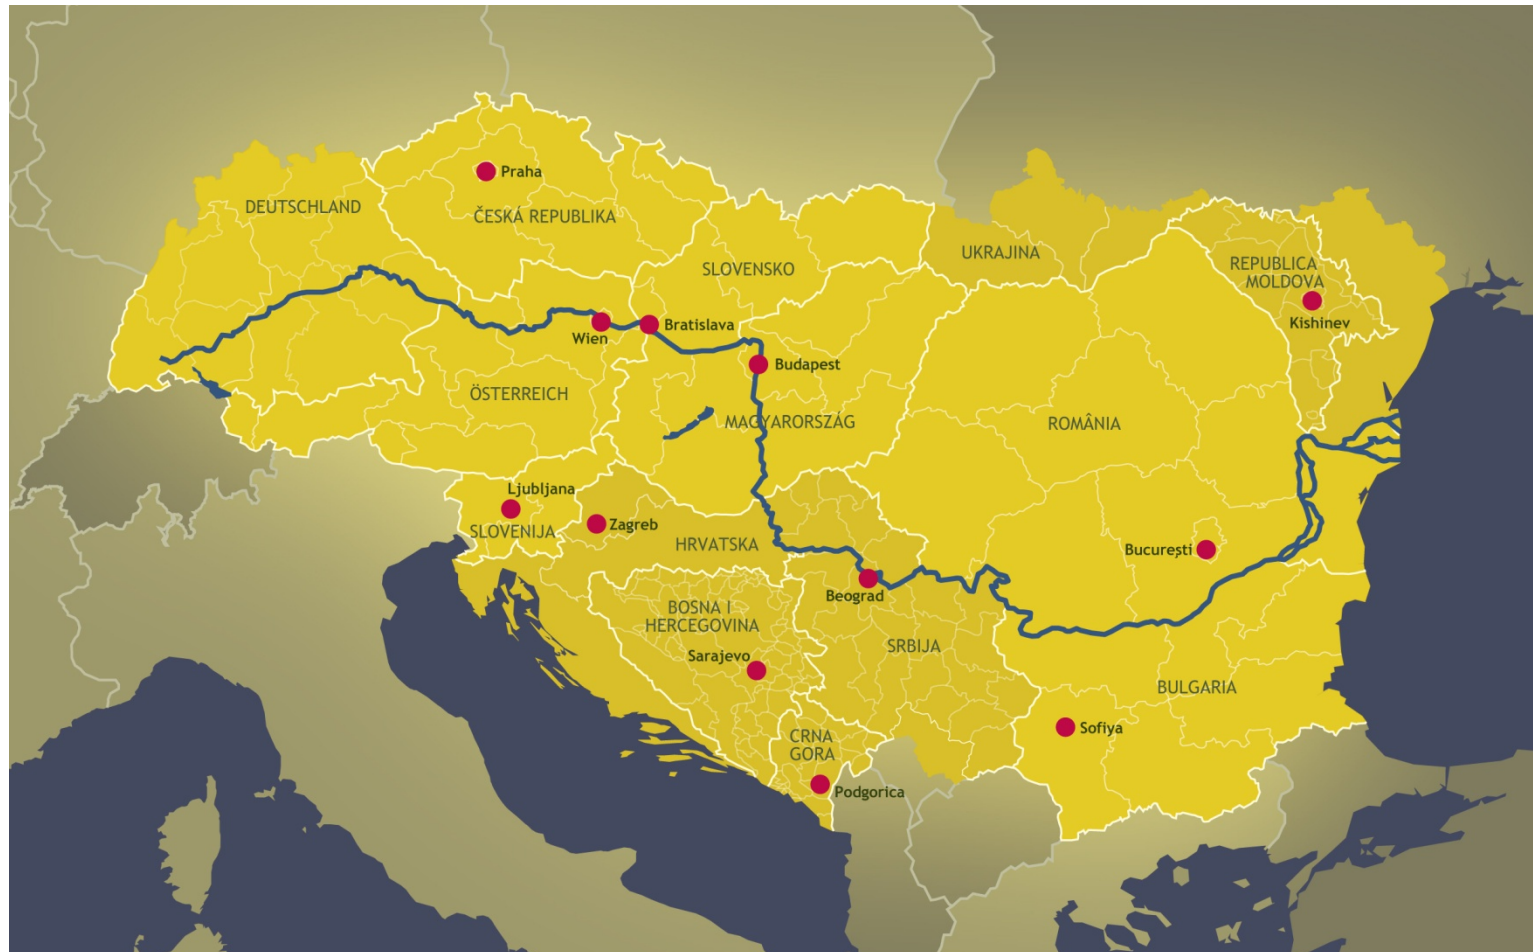 Praha
DEUTSCHLAND
ČESKÁ REPUBLIKA
UKRAJINA
SLOVENSKO
REPUBLICA
MOLDOVA
Kishinev
Wien
Bratislava
Budapest
ÖSTERREICH
MAGYARORSZÁG
ROMÂNIA
Ljubljana
SLOVENIJA
Zagreb
HRVATSKA
Bucureşti
Beograd
BOSNA I
HERCEGOVINA
Sarajevo
SRBIJA
BULGARIA
Sofiya
CRNA
GORA
Podgorica